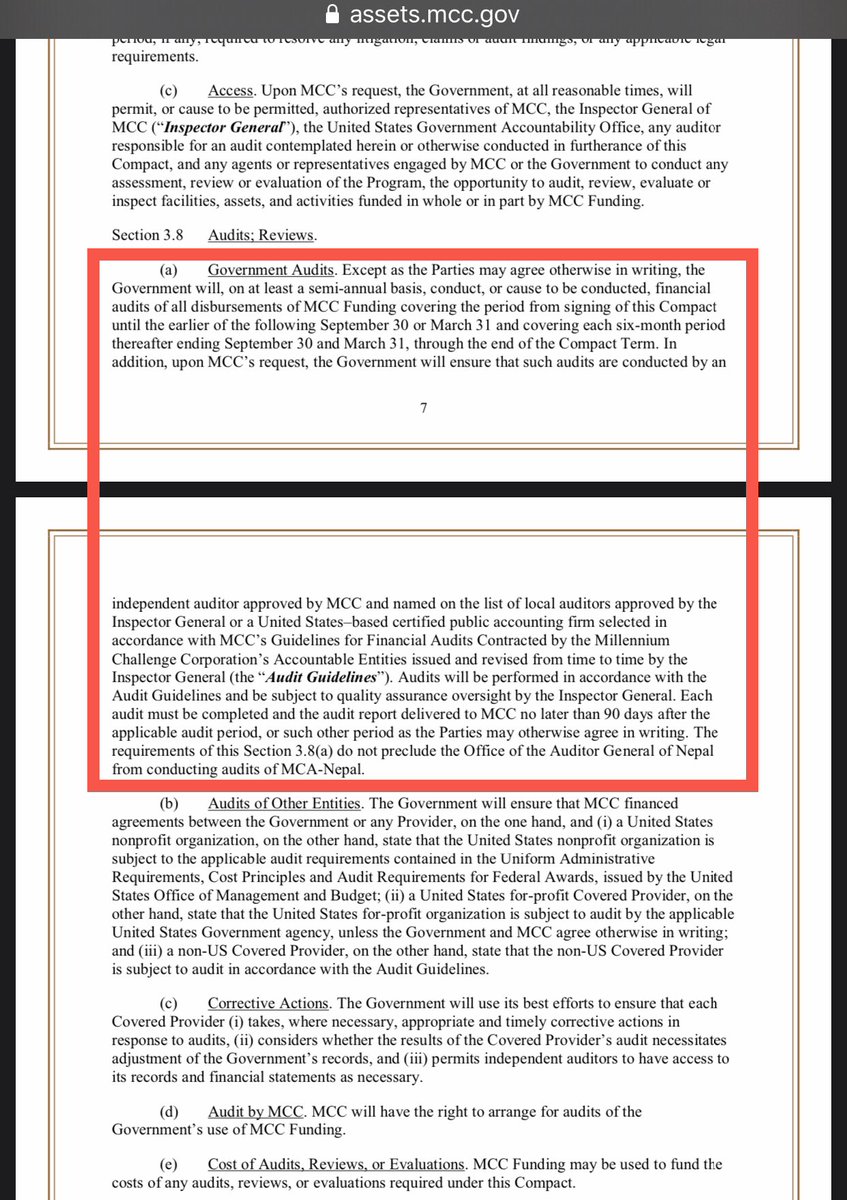 assets.mcc.gov
period, if any, required to resolve any litigation, claims or audit findings, or any applicable legal
requirements.
(c) Access. Upon MCC’s request, the Government, at all reasonable times, will
permit, or cause to be permitted, authorized representatives of MCC, the Inspector General of
MCC (“Inspector General”), the United States Government Accountability Office, any auditor
responsible for an audit contemplated herein or otherwise conducted in furtherance of this
Compact, and any agents or representatives engaged by MCC or the Government to conduct any
assessment, review or evaluation of the Program, the opportunity to audit, review, evaluate or
inspect facilities, assets, and activities funded in whole or in part by MCC Funding.
Section 3.8 Audits; Reviews.
(a) Government Audits. Except as the Parties may agree otherwise in writing, the
Government will, on at least a semi-annual basis, conduct, or cause to be conducted, financial
audits of all disbursements of MCC Funding covering the period from signing of this Compact
until the earlier of the following September 30 or March 31 and covering each six-month period
thereafter ending September 30 and March 31, through the end of the Compact Term. In
addition, upon MCC’s request, the Government will ensure that such audits are conducted by an
7
independent auditor approved by MCC and named on the list of local auditors approved by the
Inspector General or a United States–based certified public accounting firm selected in
accordance with MCC’s Guidelines for Financial Audits Contracted by the Millennium
Challenge Corporation’s Accountable Entities issued and revised from time to time by the
Inspector General (the “Audit Guidelines”). Audits will be performed in accordance with the
Audit Guidelines and be subject to quality assurance oversight by the Inspector General. Each
audit must be completed and the audit report delivered to MCC no later than 90 days after the
applicable audit period, or such other period as the Parties may otherwise agree in writing. The
requirements of this Section 3.8(a) do not preclude the Office of the Auditor General of Nepal
from conducting audits of MCA-Nepal.
(b) Audits of Other Entities. The Government will ensure that MCC financed
agreements between the Government or any Provider, on the one hand, and (i) a United States
nonprofit organization, on the other hand, state that the United States nonprofit organization is
subject to the applicable audit requirements contained in the Uniform Administrative
Requirements, Cost Principles and Audit Requirements for Federal Awards, issued by the United
States Office of Management and Budget; (ii) a United States for-profit Covered Provider, on the
other hand, state that the United States for-profit organization is subject to audit by the applicable
United States Government agency, unless the Government and MCC agree otherwise in writing;
and (iii) a non-US Covered Provider, on the other hand, state that the non-US Covered Provider
is subject to audit in accordance with the Audit Guidelines.
(c) Corrective Actions. The Government will use its best efforts to ensure that each
Covered Provider (i) takes, where necessary, appropriate and timely corrective actions in
response to audits, (ii) considers whether the results of the Covered Provider’s audit necessitates
adjustment of the Government’s records, and (iii) permits independent auditors to have access to
its records and financial statements as necessary.
(d) Audit by MCC. MCC will have the right to arrange for audits of the
Government’s use of MCC Funding.
(e) Cost of Audits, Reviews, or Evaluations. MCC Funding may be used to fund the
costs of any audits, reviews, or evaluations required under this Compact.